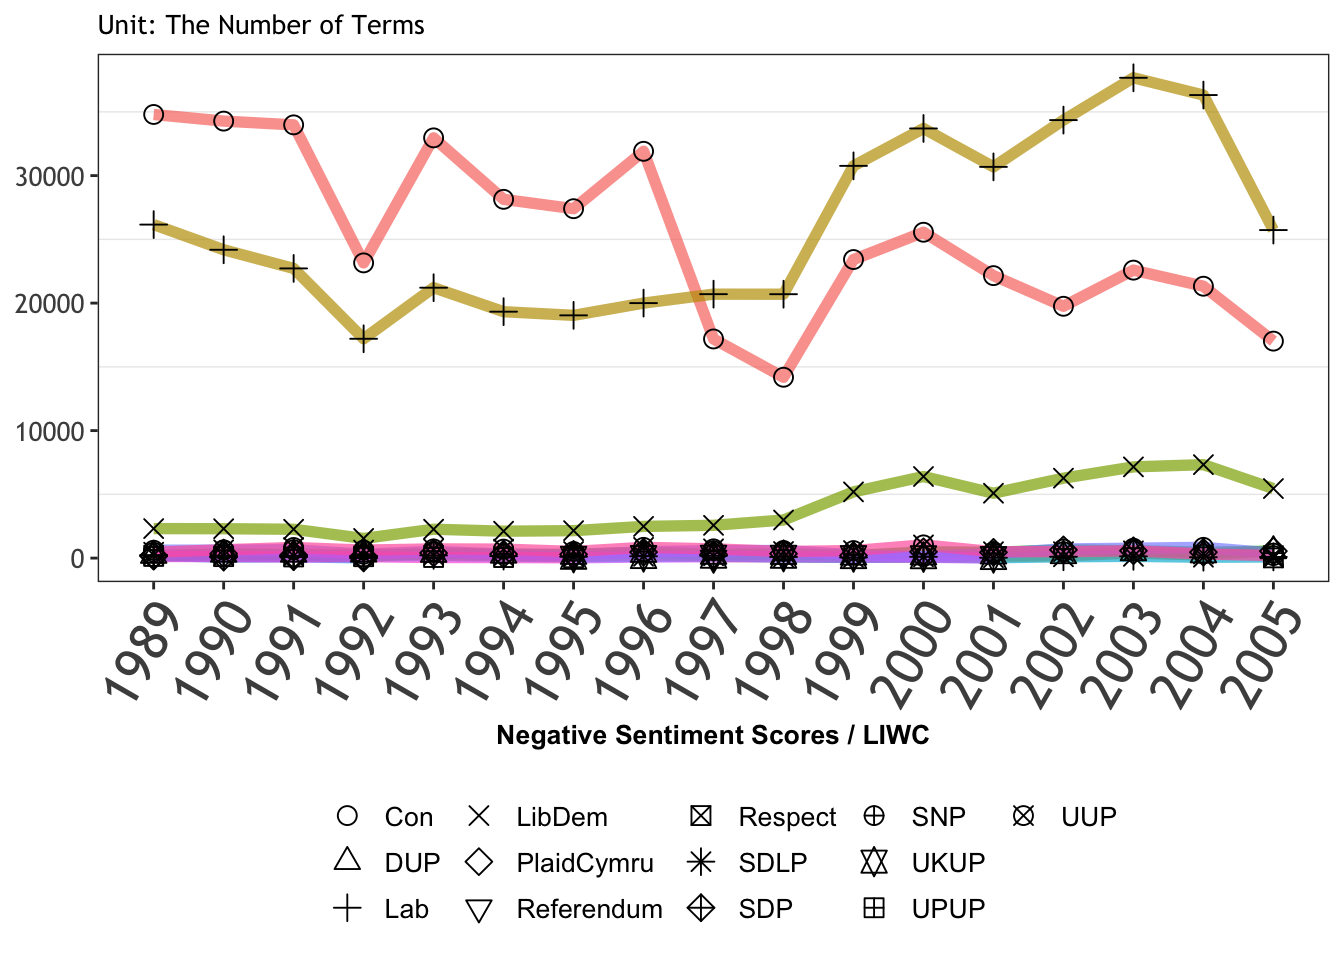 Unit: The Number of Terms
30000
20000
10000
0
1989 1990 1991 1992 1993 1994 1995 1996 1997 1998 1999 2000 2001 2002 2003 2004 2005
Negative Sentiment Scores / LIWC
Con LibDem Respect SNP UUP
DUP PlaidCymru SDLP UKUP
Lab Referendum SDP UPUP